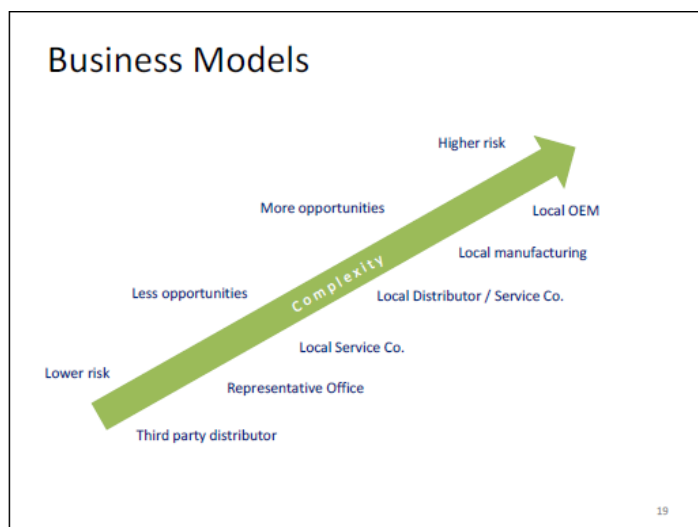 Business Models
Higher risk
More opportunities
Local OEM
Local manufacturing
Complexity
Less opportunities
Local Distributor / Service Co.
Local Service Co.
Lower risk
Representative Office
Third party distributor
19